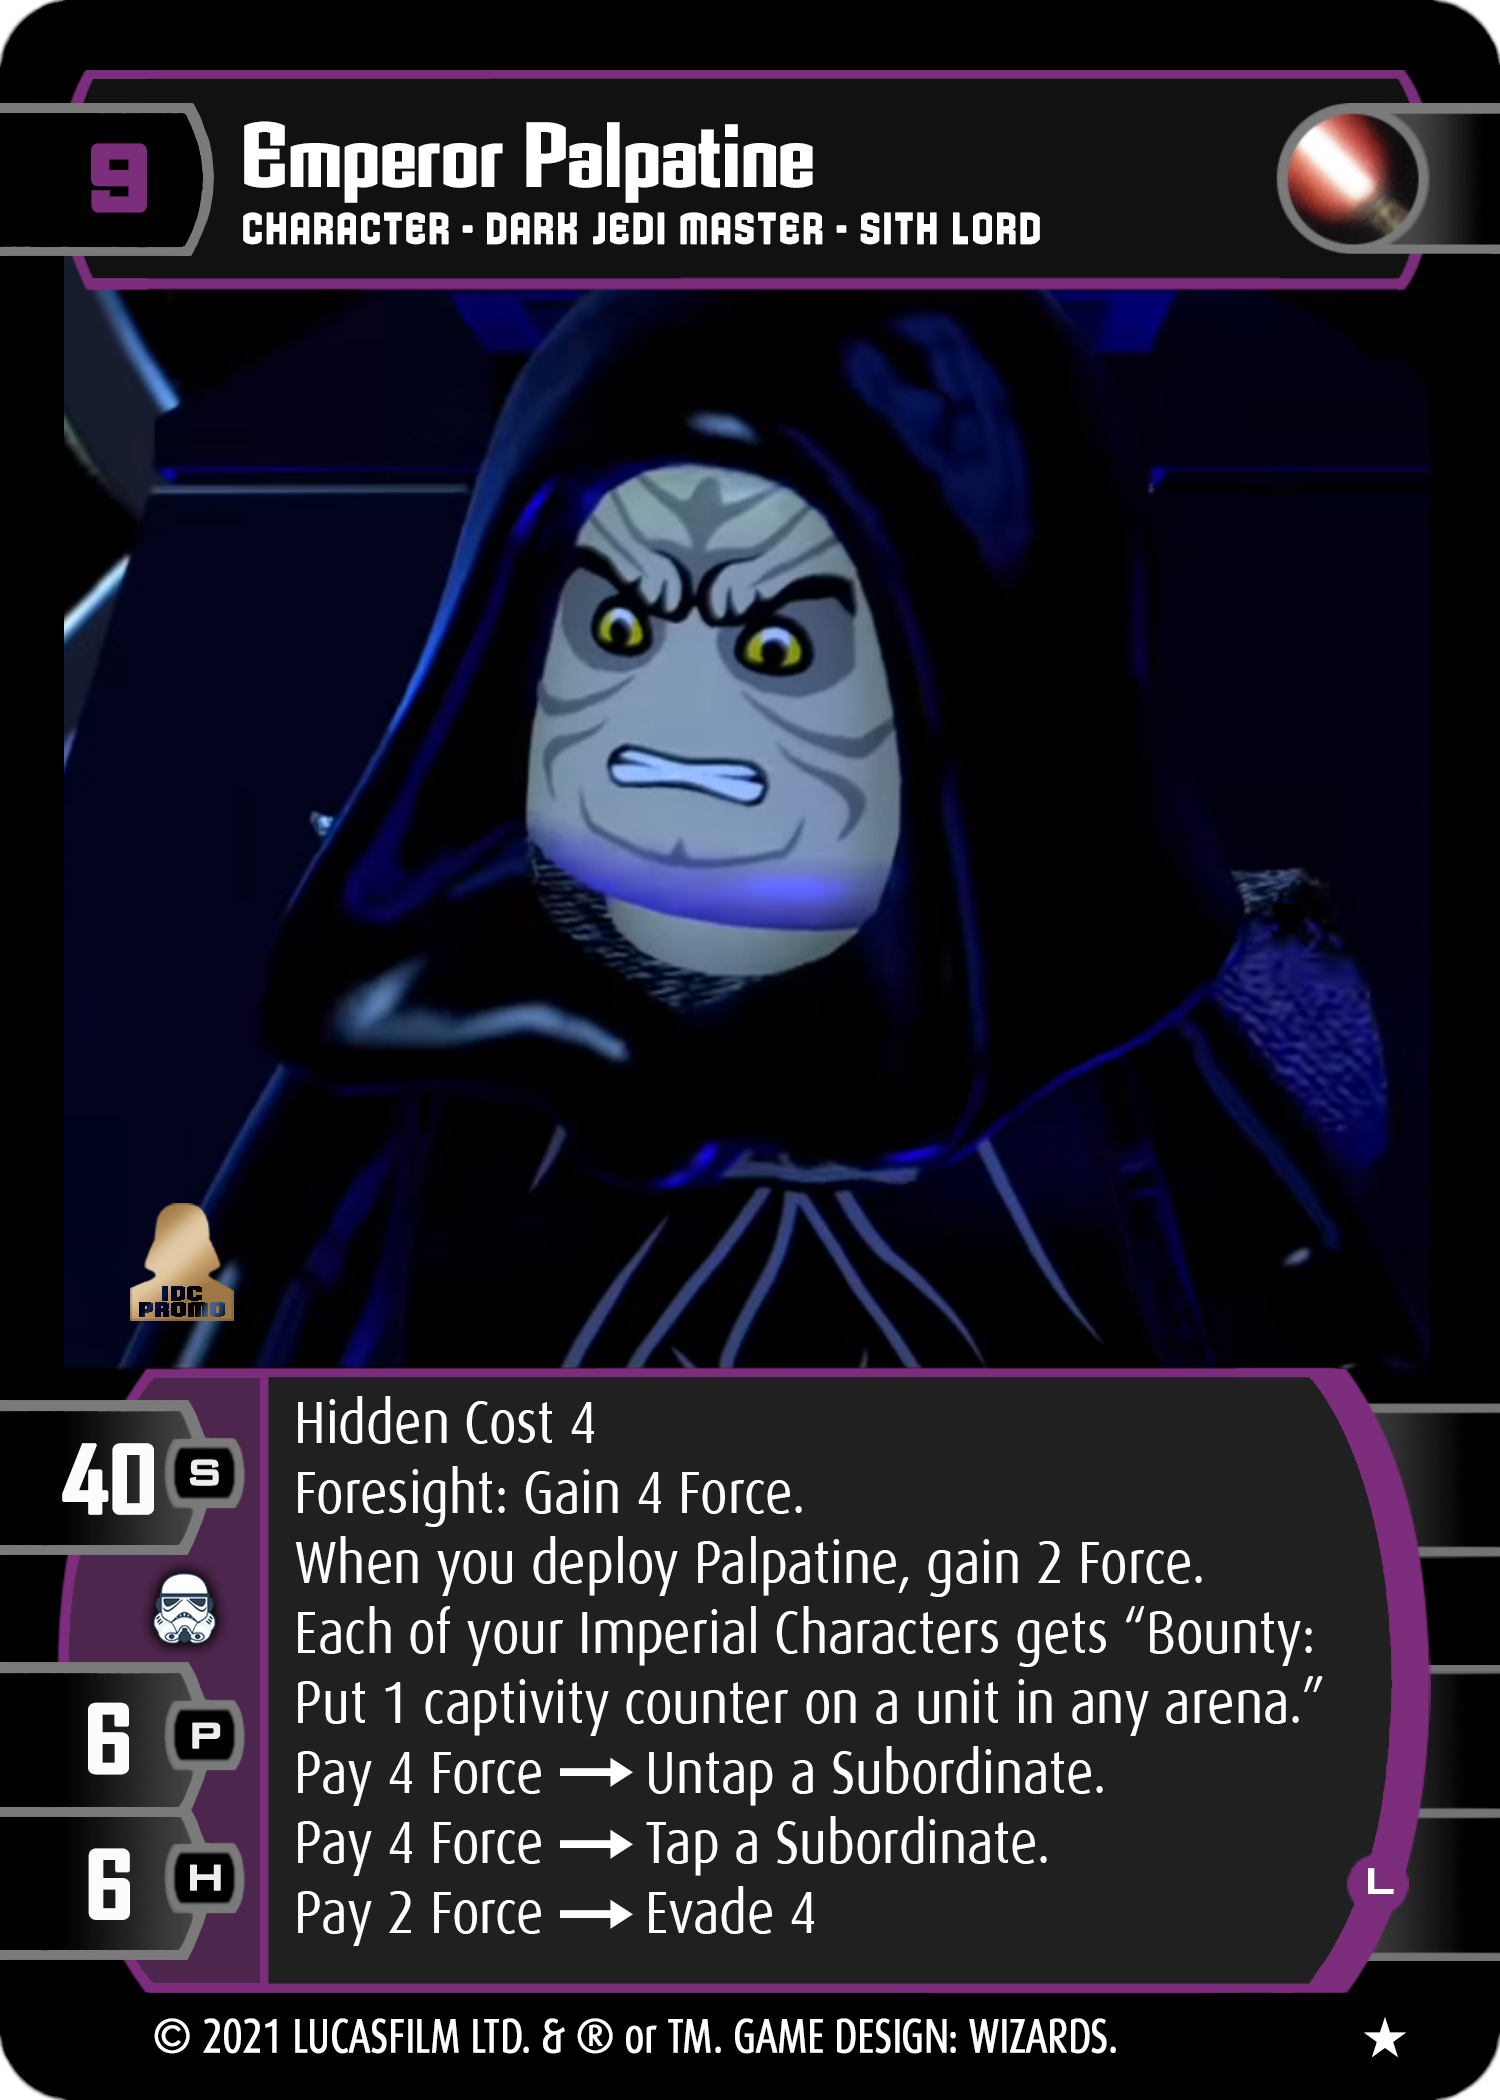 9
Emperor Palpatine
CHARACTER - DARK JEDI MASTER - SITH LORD
IDC
PROMO
40 S
6 P
6 H
Hidden Cost 4
Foresight: Gain 4 Force.
When you deploy Palpatine, gain 2 Force.
Each of your Imperial Characters gets “Bounty:
Put 1 captivity counter on a unit in any arena.”
Pay 4 Force → Untap a Subordinate.
Pay 4 Force → Tap a Subordinate.
Pay 2 Force → Evade 4
L
© 2021 LUCASFILM LTD. & ® or TM. GAME DESIGN: WIZARDS.